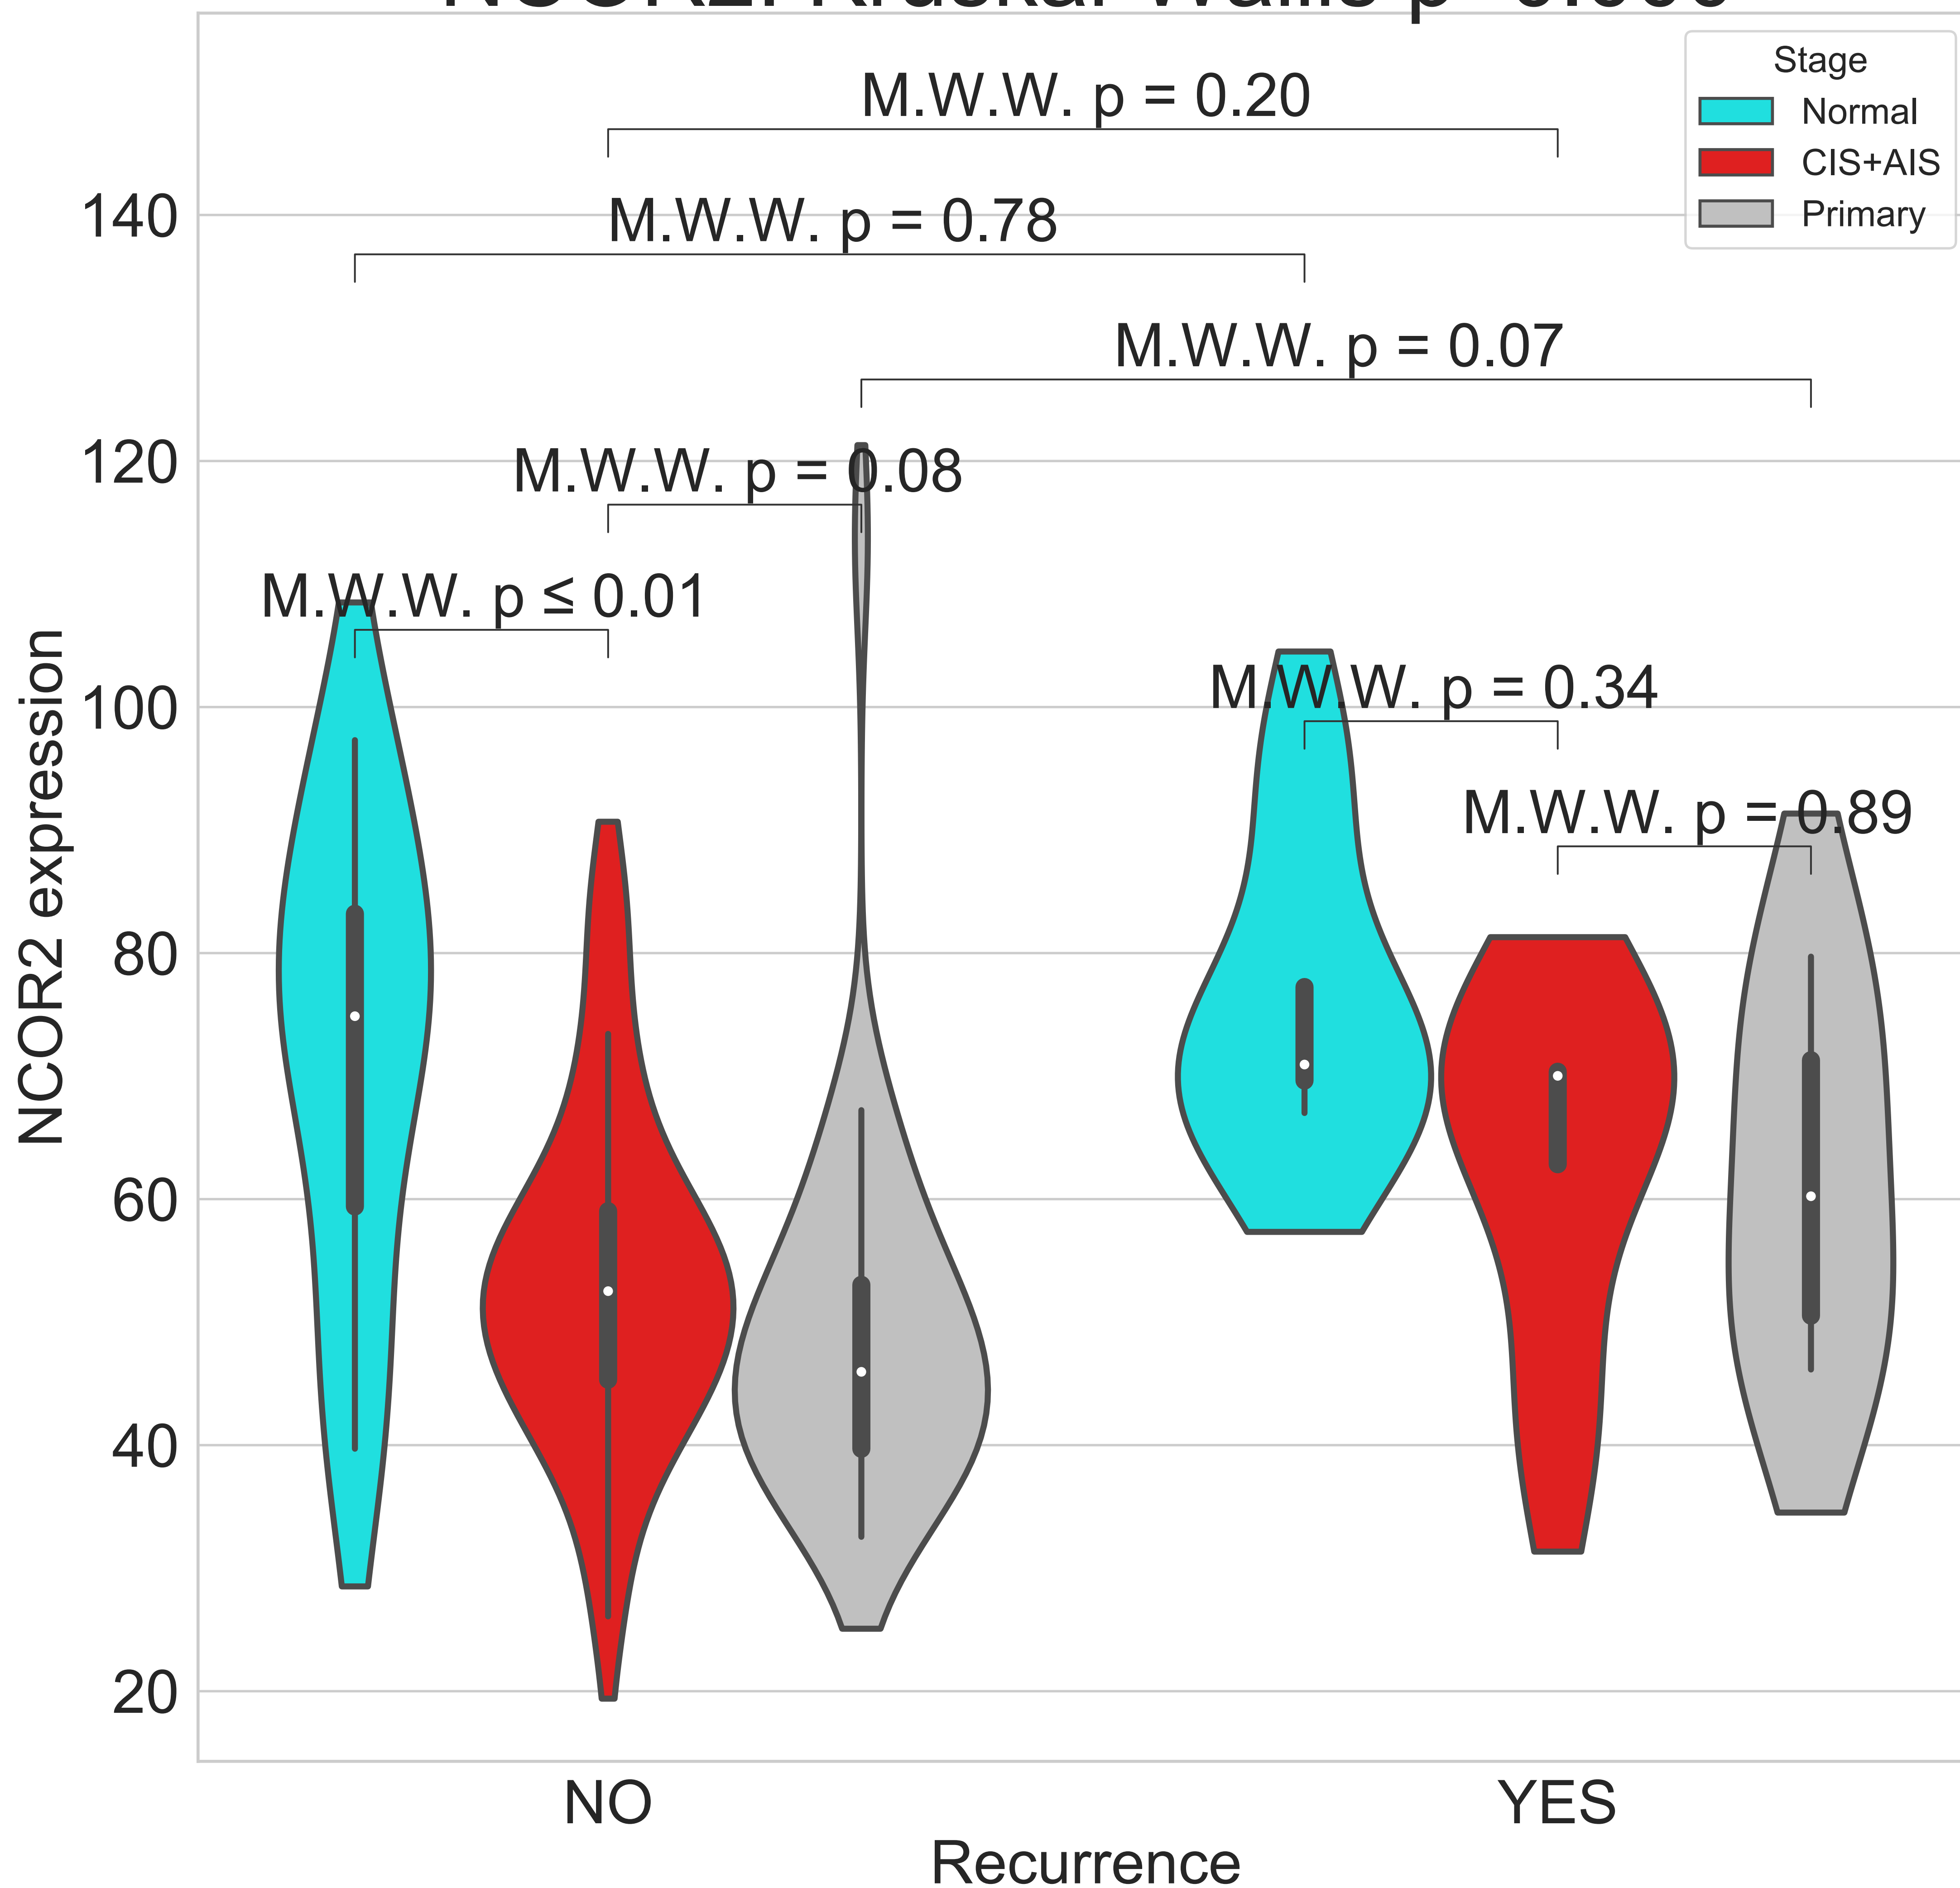 Stage
Normal
CIS+AIS
Primary
M.W.W. p = 0.20
M.W.W. p = 0.78
M.W.W. p = 0.07
M.W.W. p = 0.08
M.W.W. p ≤ 0.01
M.W.W. p = 0.34
M.W.W. p = 0.89
140
120
100
80
60
40
20
NCOR2 expression
NO
YES
Recurrence